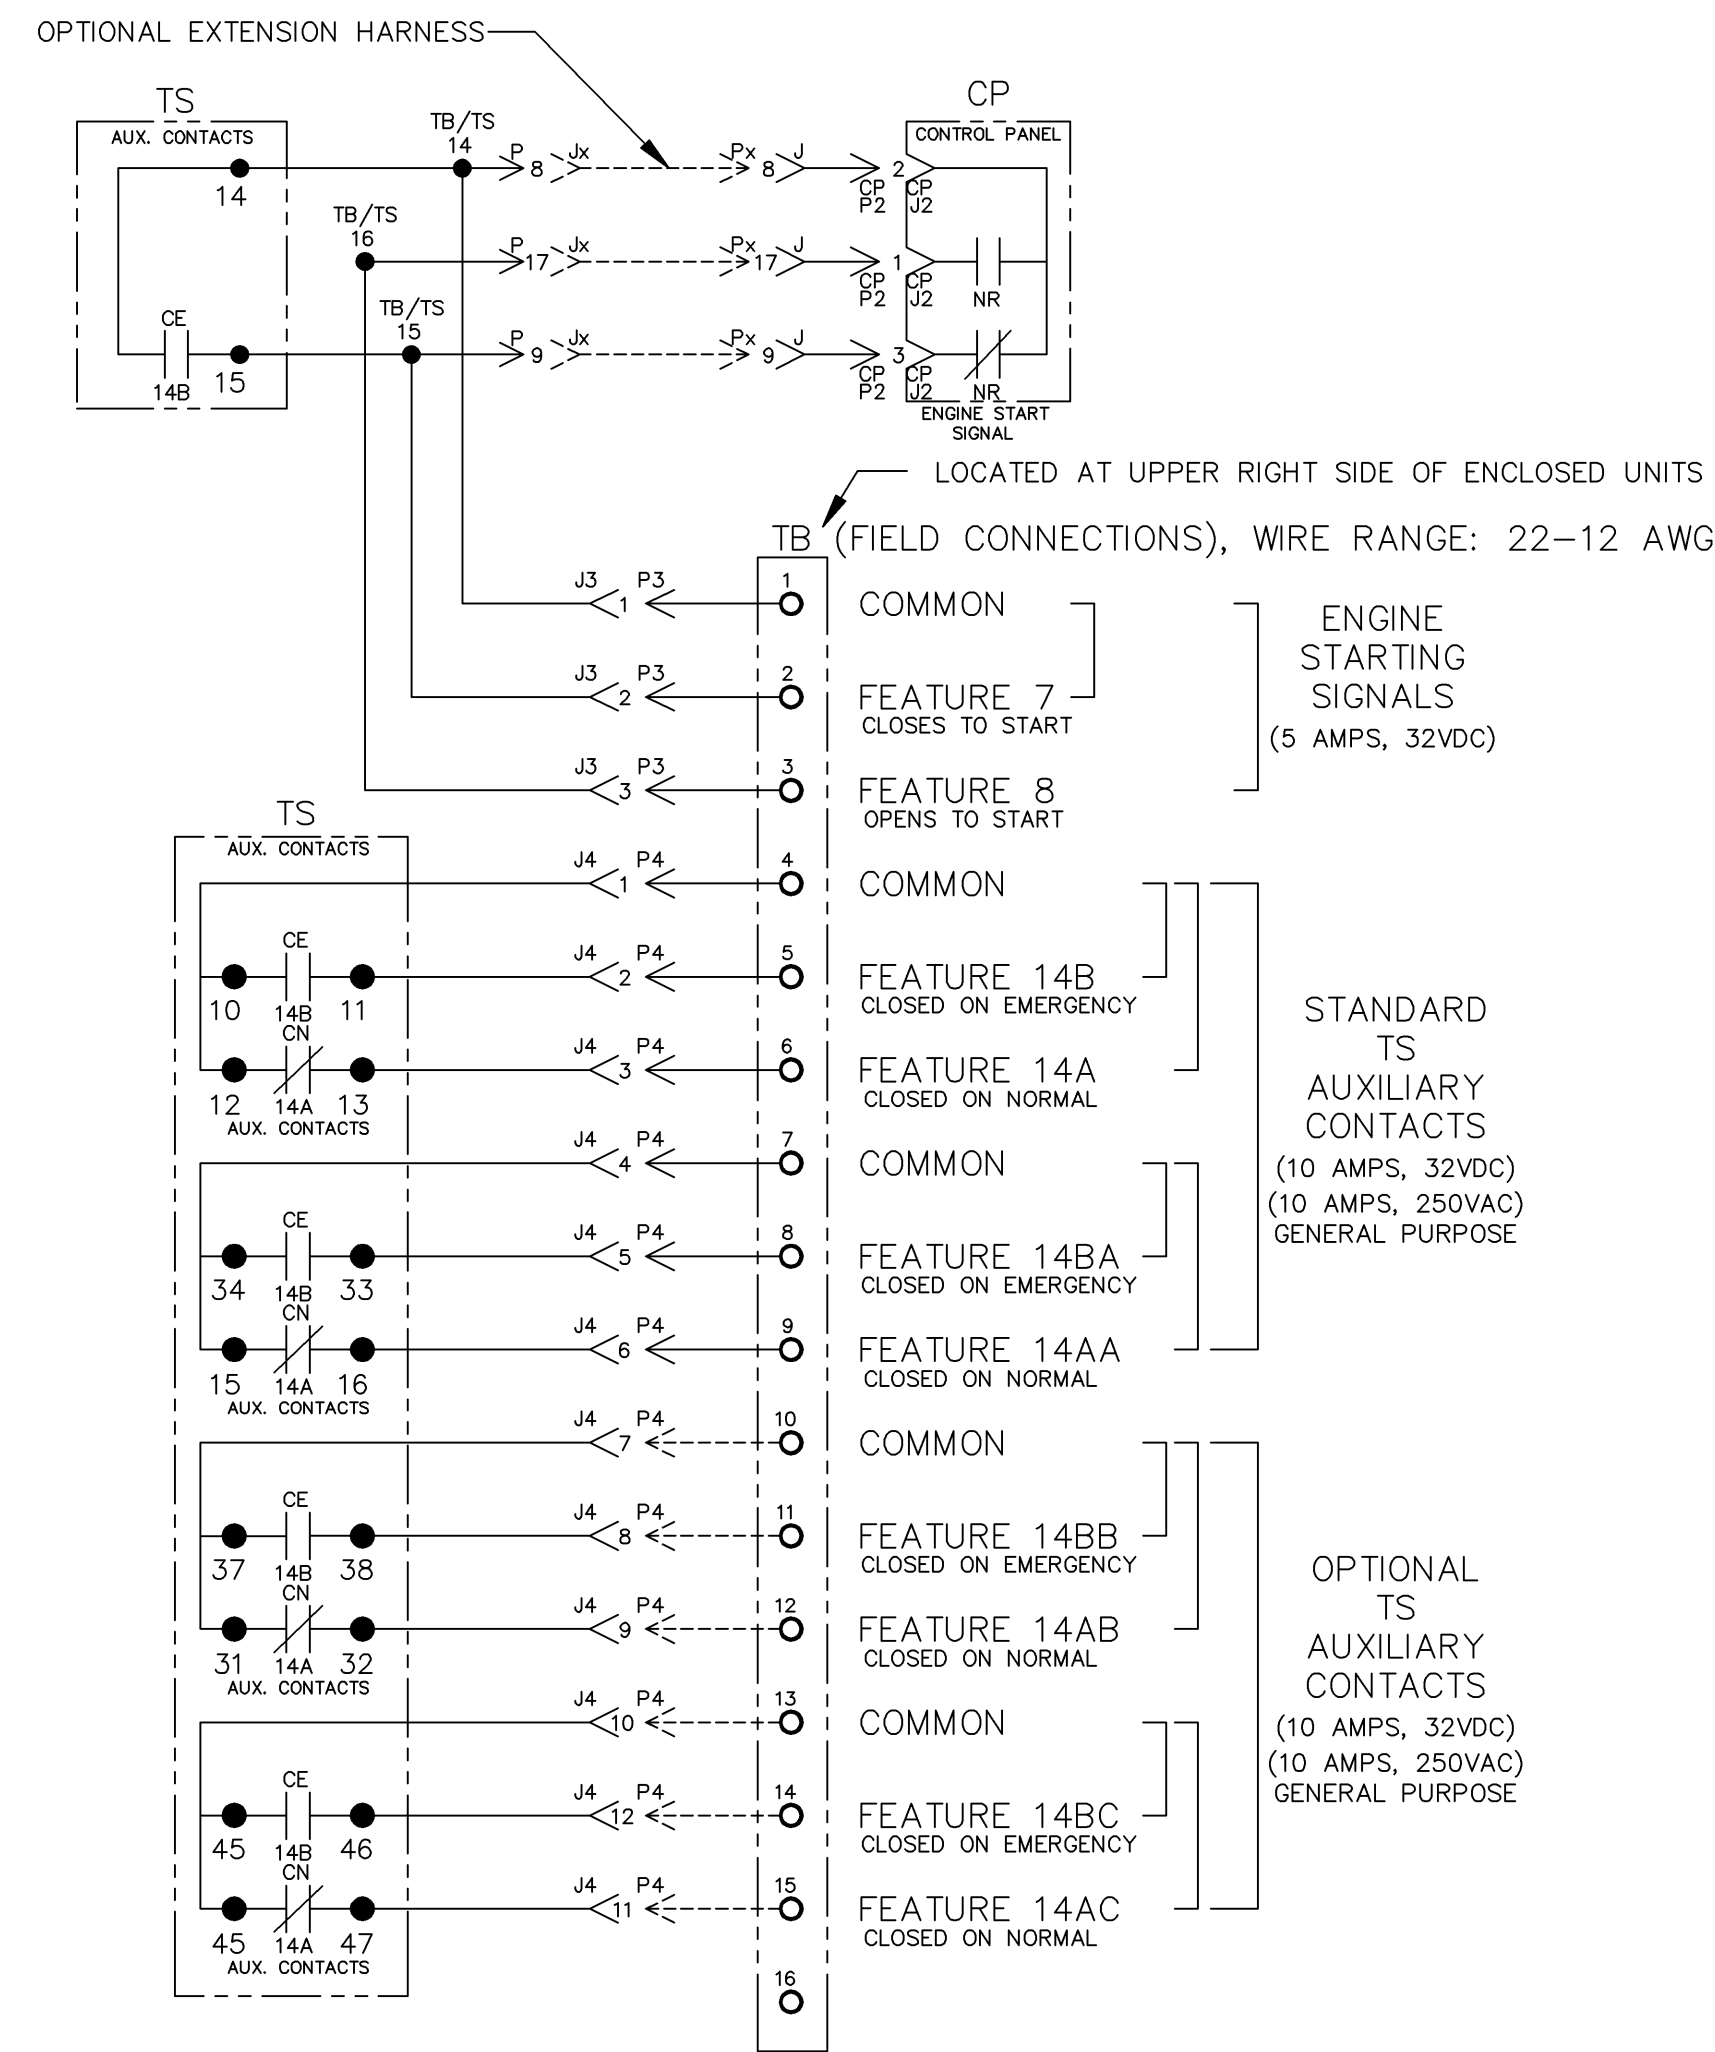 OPTIONAL EXTENSION HARNESS
TS
AUX. CONTACTS
14
CE
14B
15
TB/TS
14
TB/TS
16
TB/TS
15
P 8 Jx Px 8 J
P 17 Jx Px 17 J
P 9 Jx Px 9 J
CP
CONTROL PANEL
2
CP CP
P2 J2
1
CP CP
P2 J2
NR
3
CP CP
P2 J2
NR
ENGINE START
SIGNAL
LOCATED AT UPPER RIGHT SIDE OF ENCLOSED UNITS
TB (FIELD CONNECTIONS), WIRE RANGE: 22-12 AWG
J3 1 P3 1 COMMON
J3 2 P3 2 FEATURE 7
CLOSES TO START
J3 3 P3 3 FEATURE 8
OPENS TO START
ENGINE
STARTING
SIGNALS
(5 AMPS, 32VDC)
TS
AUX. CONTACTS
J4 1 P4 4 COMMON
CE
10 14B 11
J4 2 P4 5 FEATURE 14B
CLOSED ON EMERGENCY
CN
12 14A 13
AUX. CONTACTS
J4 3 P4 6 FEATURE 14A
CLOSED ON NORMAL
J4 4 P4 7 COMMON
CE
34 14B 33
J4 5 P4 8 FEATURE 14BA
CLOSED ON EMERGENCY
CN
15 14A 16
AUX. CONTACTS
J4 6 P4 9 FEATURE 14AA
CLOSED ON NORMAL
STANDARD
TS
AUXILIARY
CONTACTS
(10 AMPS, 32VDC)
(10 AMPS, 250VAC)
GENERAL PURPOSE
J4 7 P4 10 COMMON
CE
37 14B 38
J4 8 P4 11 FEATURE 14BB
CLOSED ON EMERGENCY
CN
31 14A 32
AUX. CONTACTS
J4 9 P4 12 FEATURE 14AB
CLOSED ON NORMAL
J4 10 P4 13 COMMON
CE
45 14B 46
J4 12 P4 14 FEATURE 14BC
CLOSED ON EMERGENCY
CN
45 14A 47
AUX. CONTACTS
J4 11 P4 15 FEATURE 14AC
CLOSED ON NORMAL
16
OPTIONAL
TS
AUXILIARY
CONTACTS
(10 AMPS, 32VDC)
(10 AMPS, 250VAC)
GENERAL PURPOSE